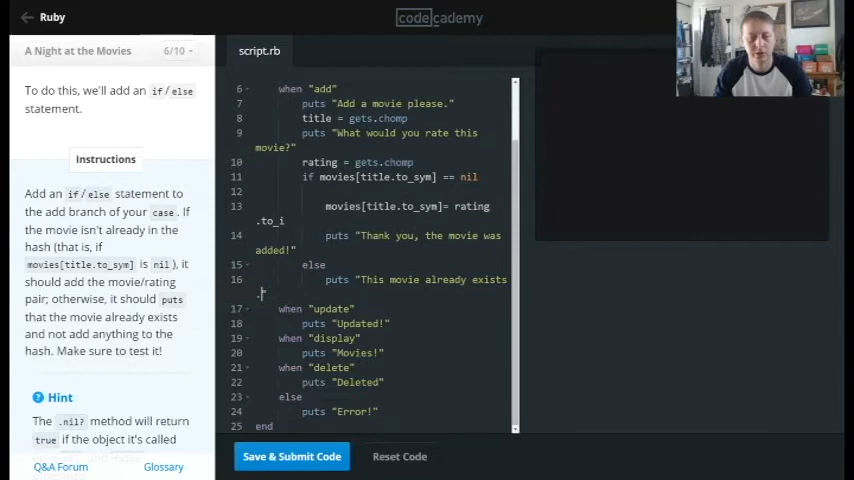 Ruby
codecademy
A Night at the Movies
6/10
script.rb
To do this, we'll add an if/else
statement.
Instructions
Add an if/else statement to
the add branch of your case. If
the movie isn't already in the
hash (that is, if
movies[title.to_sym] is nil), it
should add the movie/rating
pair; otherwise, it should puts
that the movie already exists
and not add anything to the
hash. Make sure to test it!
Hint
The .nil? method will return
true if the object it's called
Q&A Forum
Glossary
6 when "add"
7 puts "Add a movie please."
8 title = gets.chomp
9 puts "What would you rate this
movie?"
10 rating = gets.chomp
11 if movies[title.to_sym] == nil
12
13 movies[title.to_sym]= rating
.to_i
14 puts "Thank you, the movie was
added!"
15 else
16 puts "This movie already exists
."
17 when "update"
18 puts "Updated!"
19 when "display"
20 puts "Movies!"
21 when "delete"
22 puts "Deleted"
23 else
24 puts "Error!"
25 end
Save & Submit Code
Reset Code